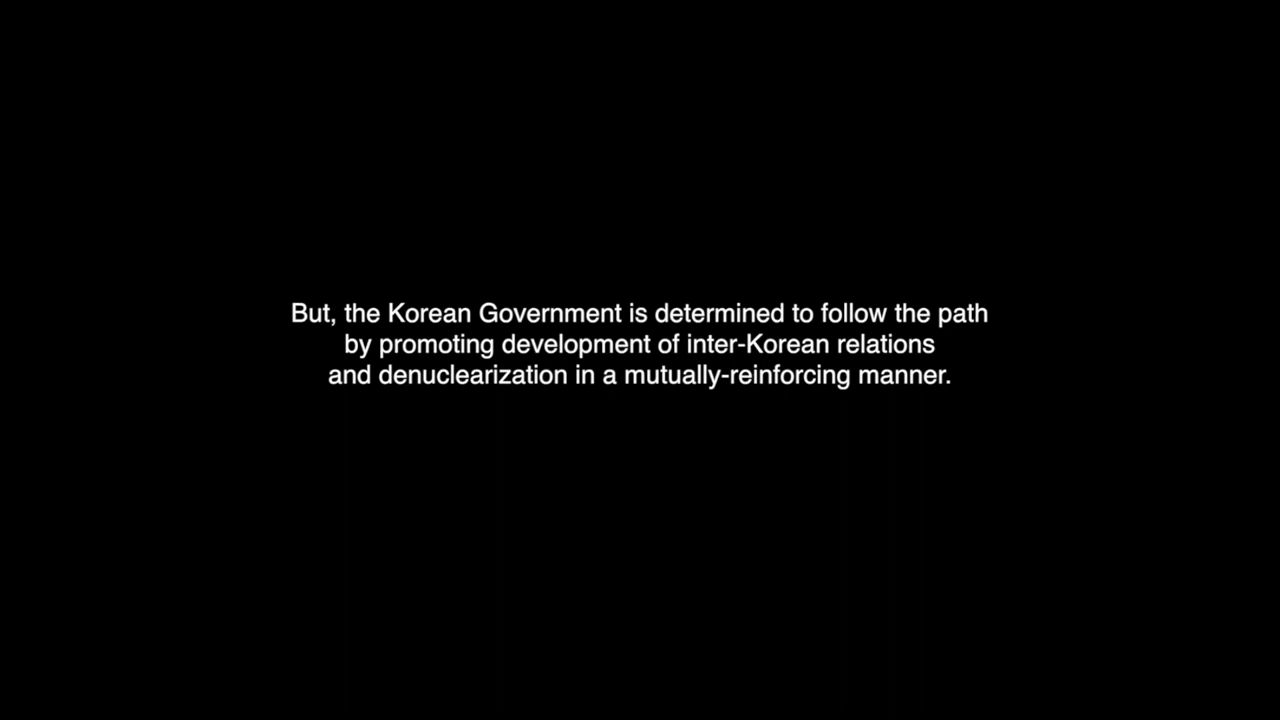 But, the Korean Government is determined to follow the path
by promoting development of inter-Korean relations
and denuclearization in a mutually-reinforcing manner.